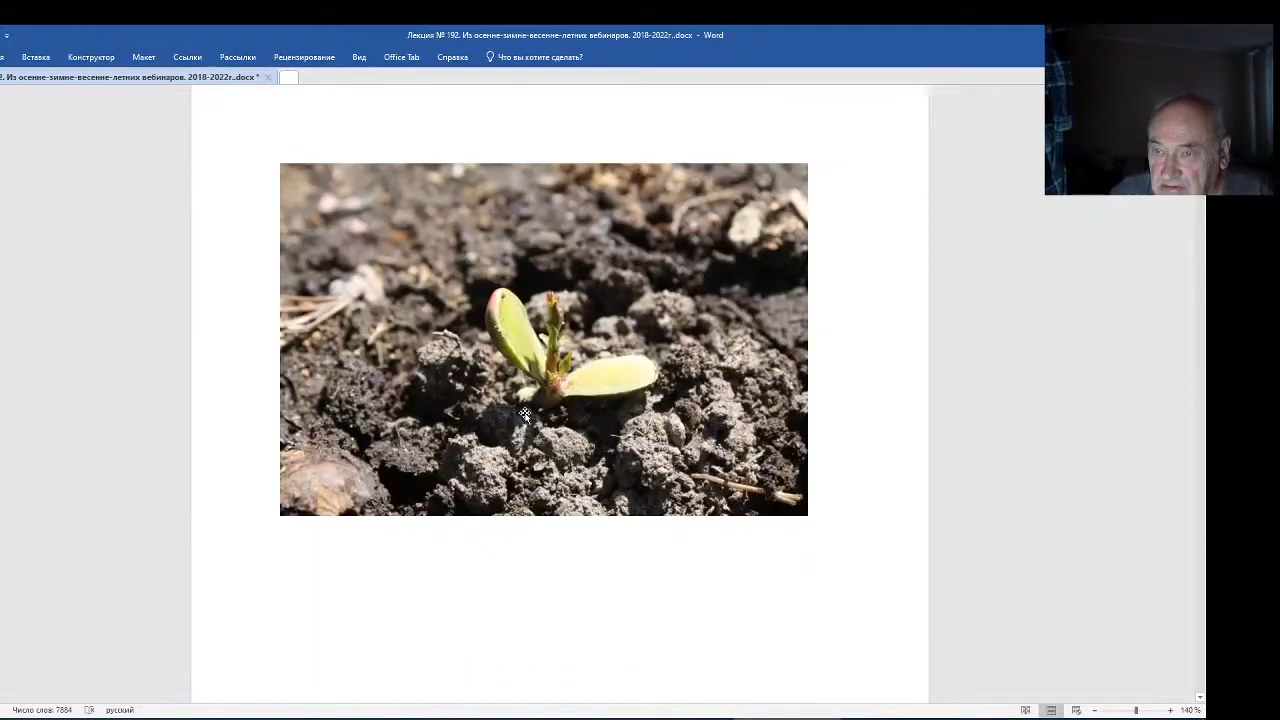 Лекция № 192. Из осенне-зимне-весенне-летних вебинаров. 2018-2022г..docx - Word
Вставка Конструктор Макет Ссылки Рассылки Рецензирование Вид Office Tab Справка Что вы хотите сделать?
2. Из осенне-зимне-весенне-летних вебинаров. 2018-2022г..docx *
Число слов: 7884 русский 140 %